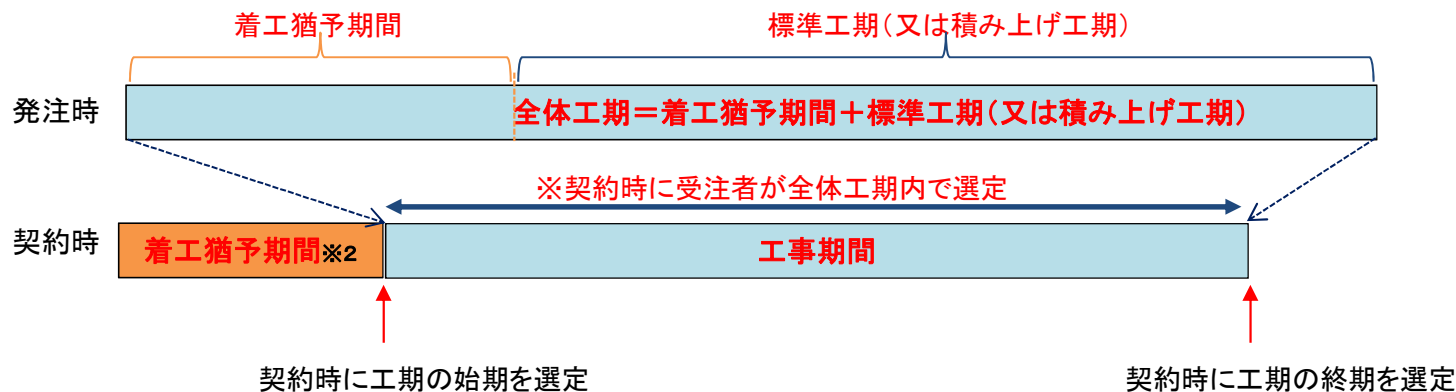 着工猶予期間
標準工期(又は積み上げ工期)
発注時
全体工期=着工猶予期間+標準工期(又は積み上げ工期)
※契約時に受注者が全体工期内で選定
契約時
着工猶予期間※2
工事期間
契約時に工期の始期を選定
契約時に工期の終期を選定